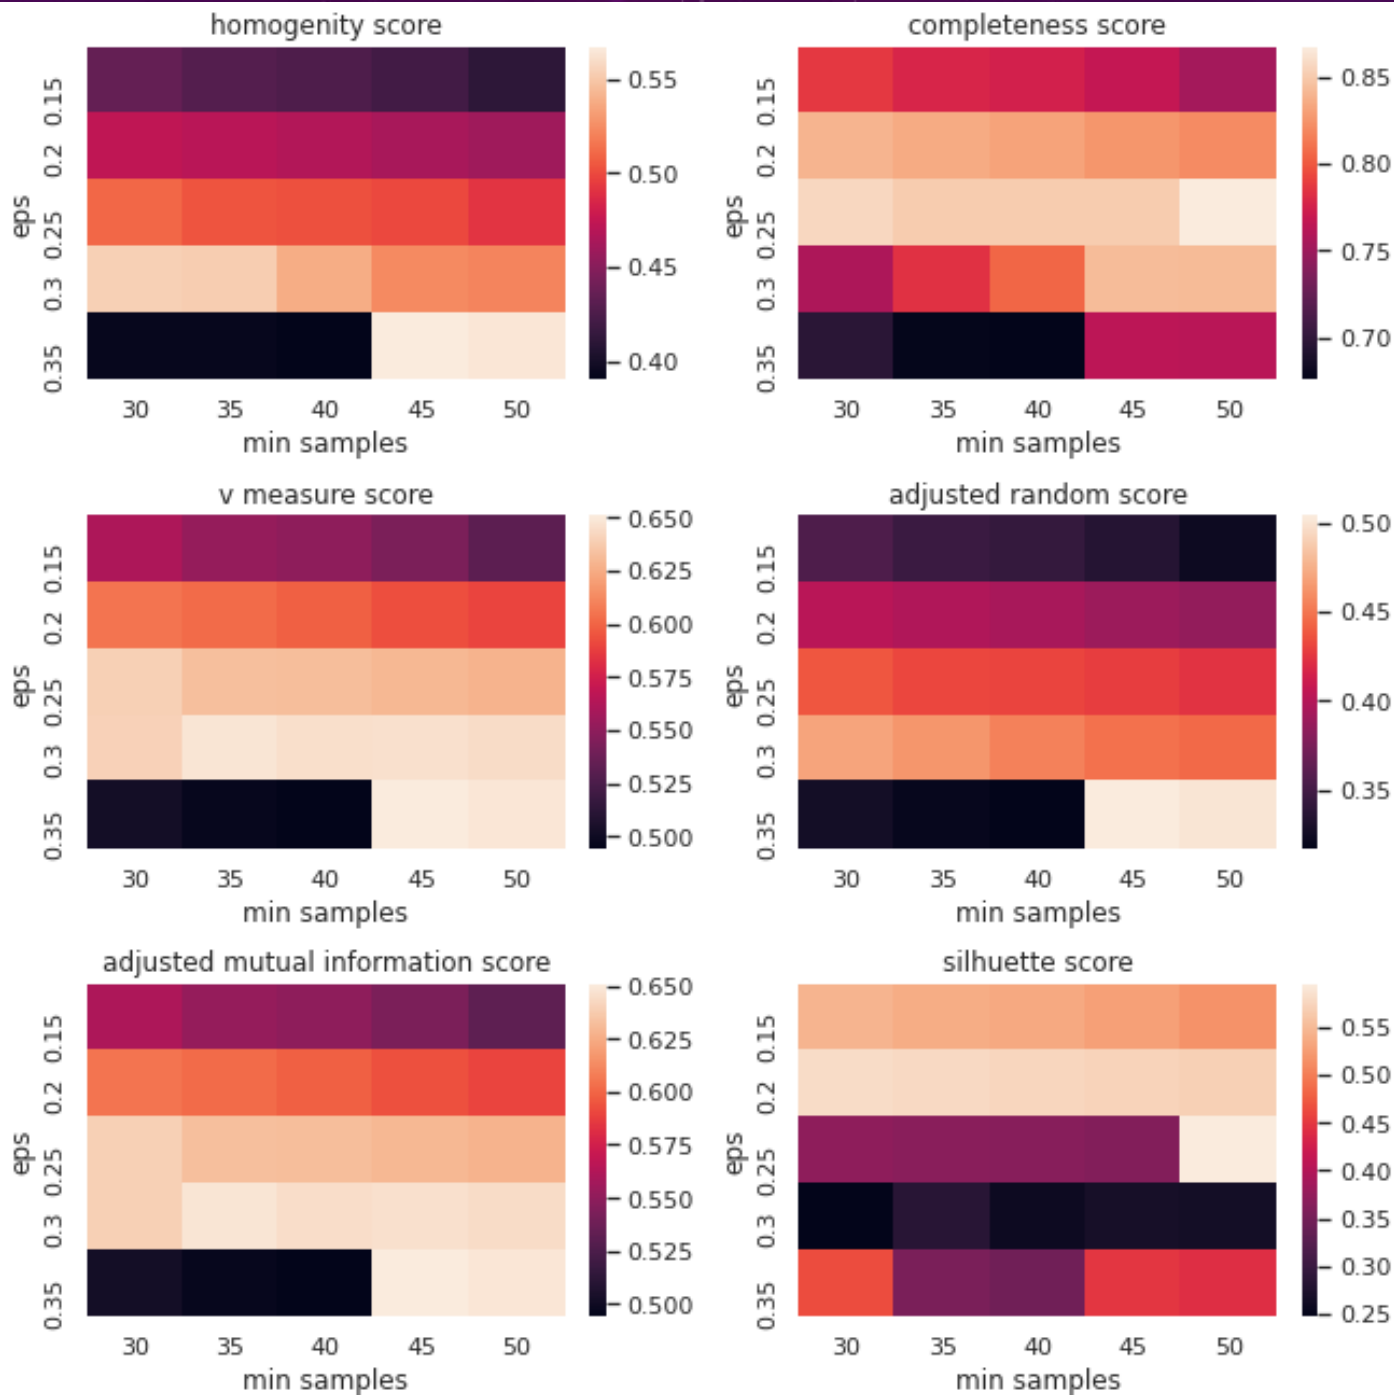 homogenity score
0.15
0.2
0.25
0.3
0.35
eps
30 35 40 45 50
min samples
0.55
0.50
0.45
0.40
completeness score
0.15
0.2
0.25
0.3
0.35
eps
30 35 40 45 50
min samples
0.85
0.80
0.75
0.70
v measure score
0.15
0.2
0.25
0.3
0.35
eps
30 35 40 45 50
min samples
0.650
0.625
0.600
0.575
0.550
0.525
0.500
adjusted random score
0.15
0.2
0.25
0.3
0.35
eps
30 35 40 45 50
min samples
0.50
0.45
0.40
0.35
adjusted mutual information score
0.15
0.2
0.25
0.3
0.35
eps
30 35 40 45 50
min samples
0.650
0.625
0.600
0.575
0.550
0.525
0.500
silhuette score
0.15
0.2
0.25
0.3
0.35
eps
30 35 40 45 50
min samples
0.55
0.50
0.45
0.40
0.35
0.30
0.25